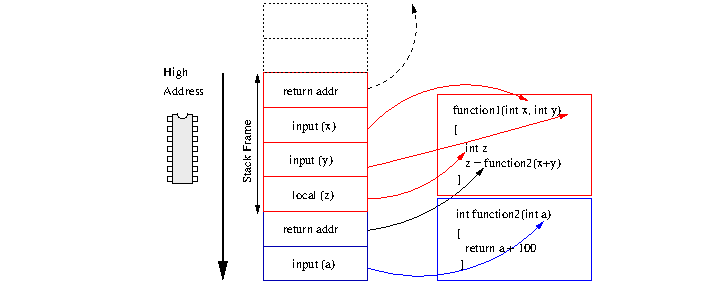 High
Address
Stack Frame
return addr
input (x)
input (y)
local (z)
return addr
input (a)
function1(int x, int y)
{
int z
z = function2(x+y)
}
int function2(int a)
{
return a + 100
}